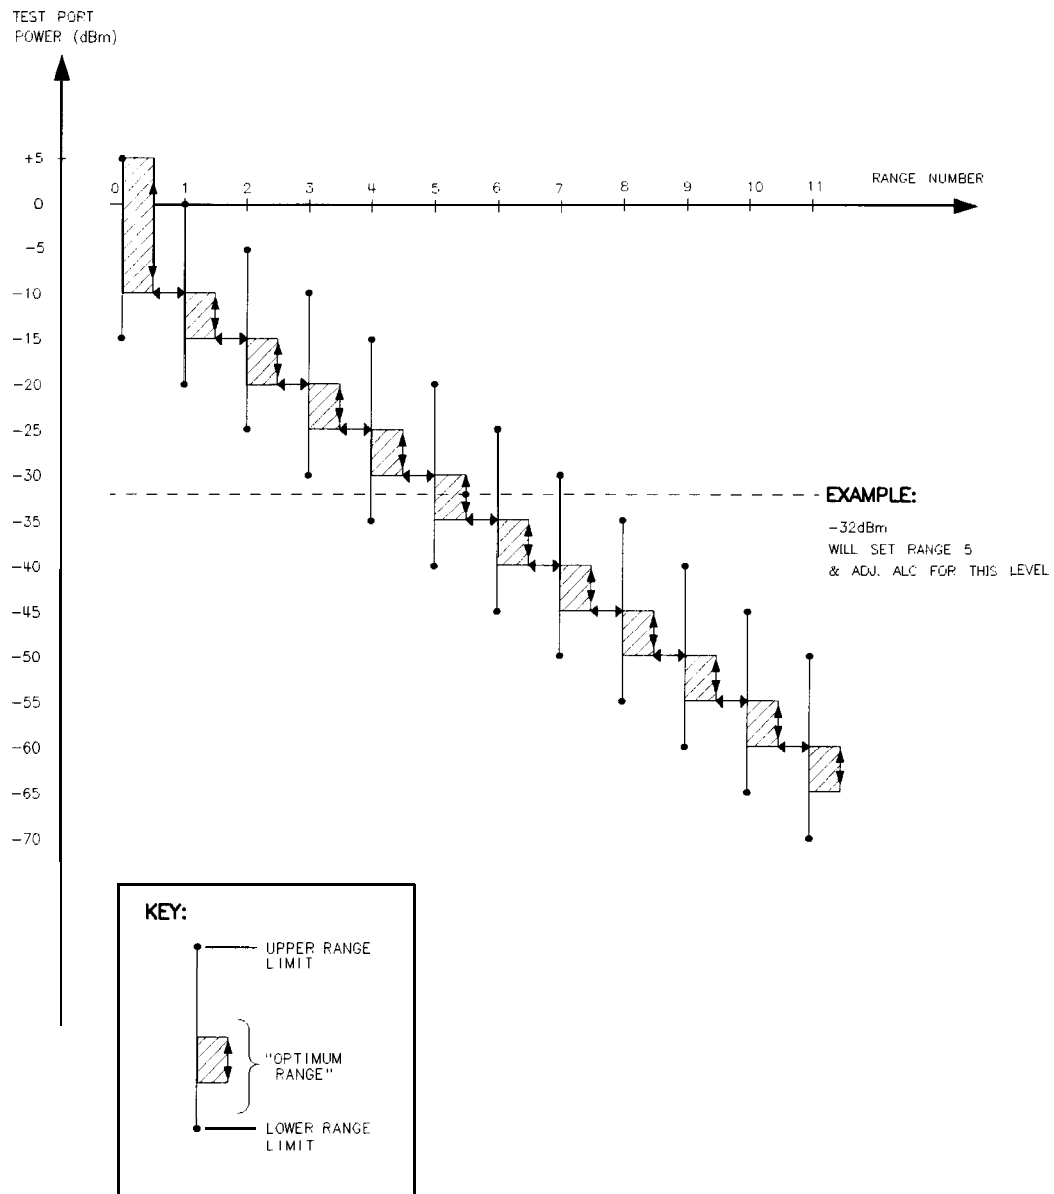 TEST PORT
POWER (dBm)
+5
0 1 2 3 4 5 6 7 8 9 10 11
RANGE NUMBER
0
-5
-10
-15
-20
-25
-30
EXAMPLE:
-32dBm
WILL SET RANGE 5
& ADJ. ALC FOR THIS LEVEL
-35
-40
-45
-50
-55
-60
-65
-70
KEY:
UPPER RANGE
LIMIT
"OPTIMUM
RANGE"
LOWER RANGE
LIMIT